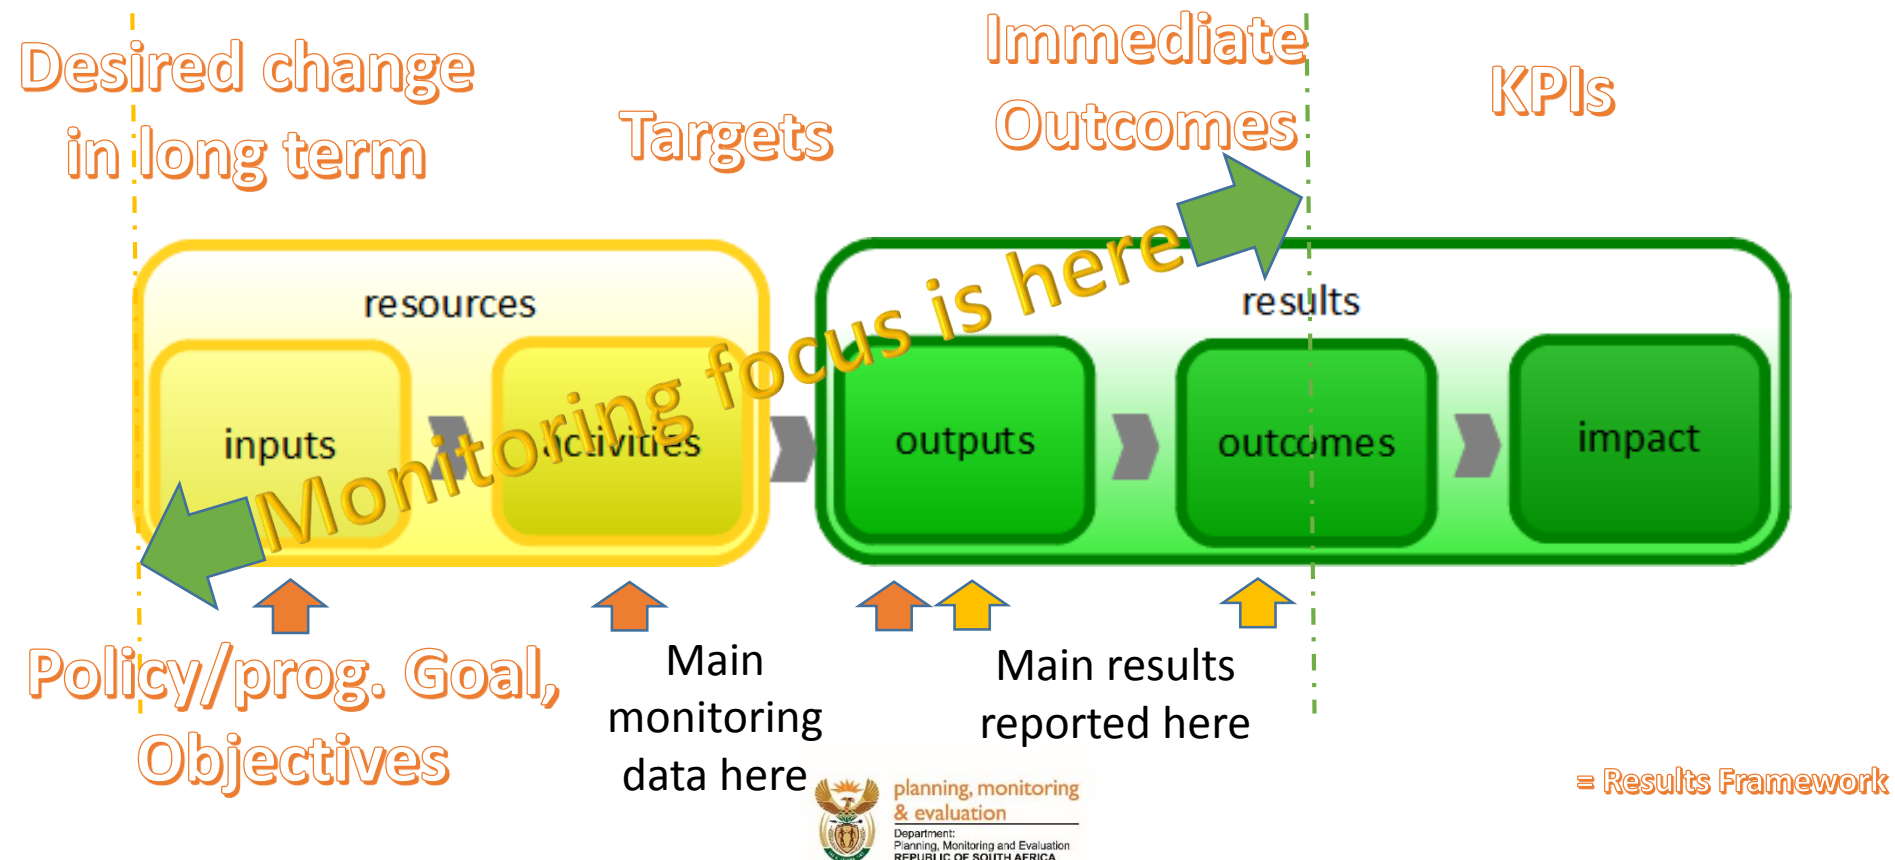 Desired change
in long term
Targets
Immediate
Outcomes
KPIs
resources
results
Monitoring focus is here
inputs
activities
outputs
outcomes
impact
Policy/prog. Goal,
Objectives
Main
monitoring
data here
Main results
reported here
= Results Framework
planning, monitoring
& evaluation
Department:
Planning, Monitoring and Evaluation
REPUBLIC OF SOUTH AFRICA